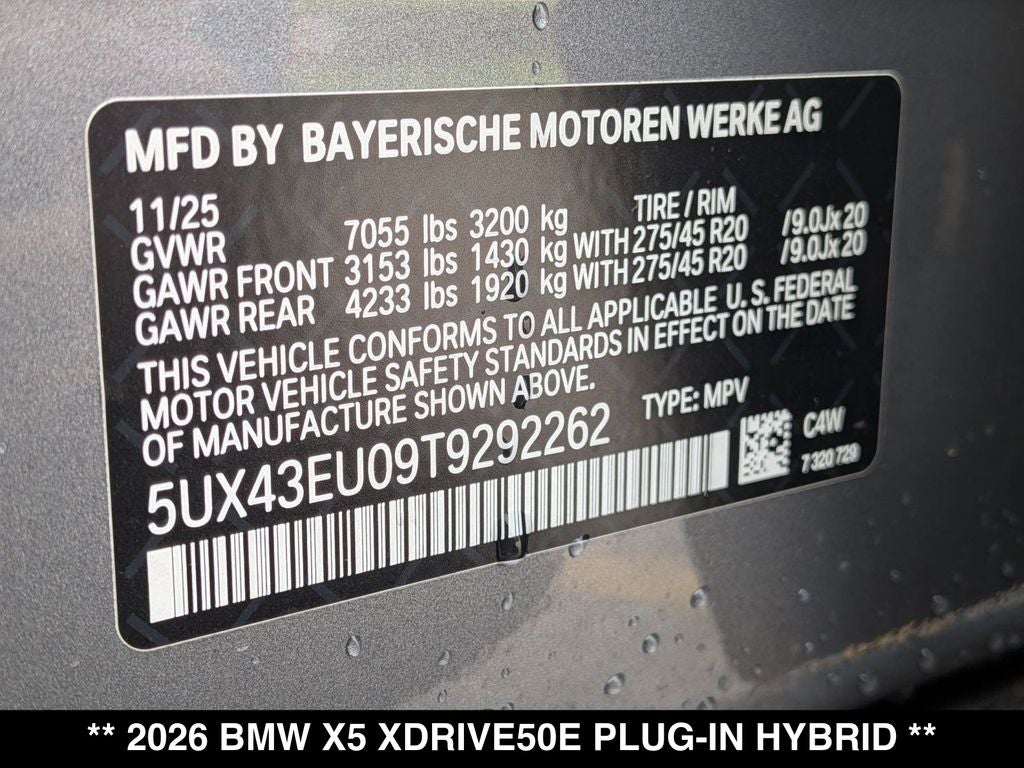 MFD BY BAYERISCHE MOTOREN WERKE AG
11/25 TIRE / RIM
GVWR 7055 lbs 3200 kg
GAWR FRONT 3153 lbs 1430 kg WITH 275/45 R20 /9.0Jx20
GAWR REAR 4233 lbs 1920 kg WITH 275/45 R20 /9.0Jx20
THIS VEHICLE CONFORMS TO ALL APPLICABLE U.S. FEDERAL
MOTOR VEHICLE SAFETY STANDARDS IN EFFECT ON THE DATE
OF MANUFACTURE SHOWN ABOVE.
5UX43EU09T9292262 TYPE: MPV
C4W
7 320 729
** 2026 BMW X5 XDRIVE50E PLUG-IN HYBRID **